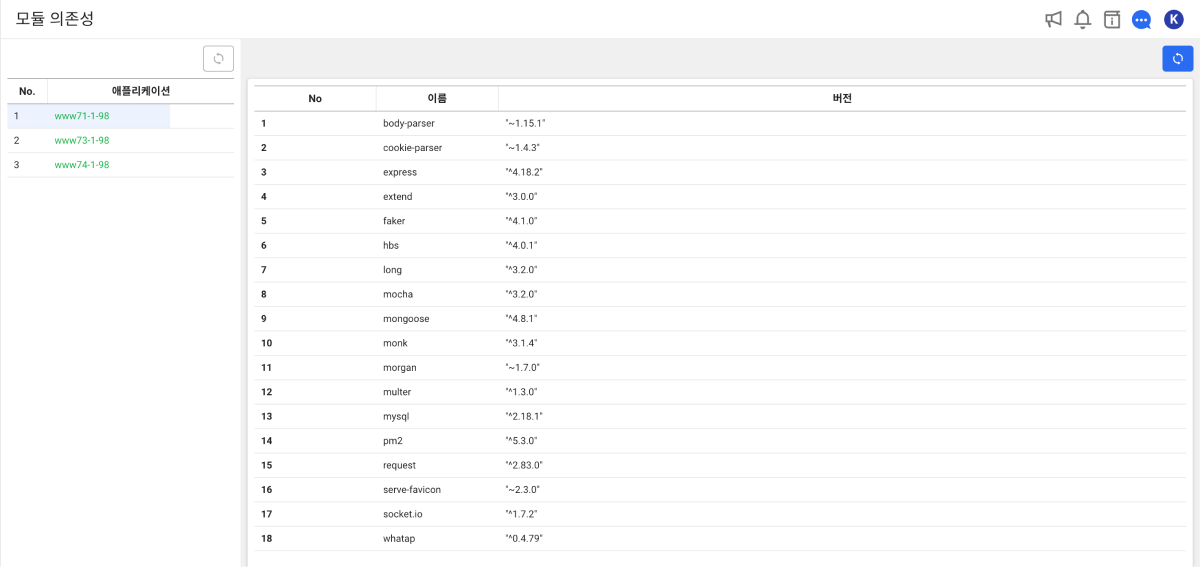 모듈 의존성
K
No. 애플리케이션
1 www71-1-98
2 www73-1-98
3 www74-1-98
No 이름 버전
1 body-parser "~1.15.1"
2 cookie-parser "~1.4.3"
3 express "^4.18.2"
4 extend "^3.0.0"
5 faker "^4.1.0"
6 hbs "^4.0.1"
7 long "^3.2.0"
8 mocha "^3.2.0"
9 mongoose "^4.8.1"
10 monk "^3.1.4"
11 morgan "~1.7.0"
12 multer "^1.3.0"
13 mysql "^2.18.1"
14 pm2 "^5.3.0"
15 request "^2.83.0"
16 serve-favicon "~2.3.0"
17 socket.io "^1.7.2"
18 whatap "^0.4.79"